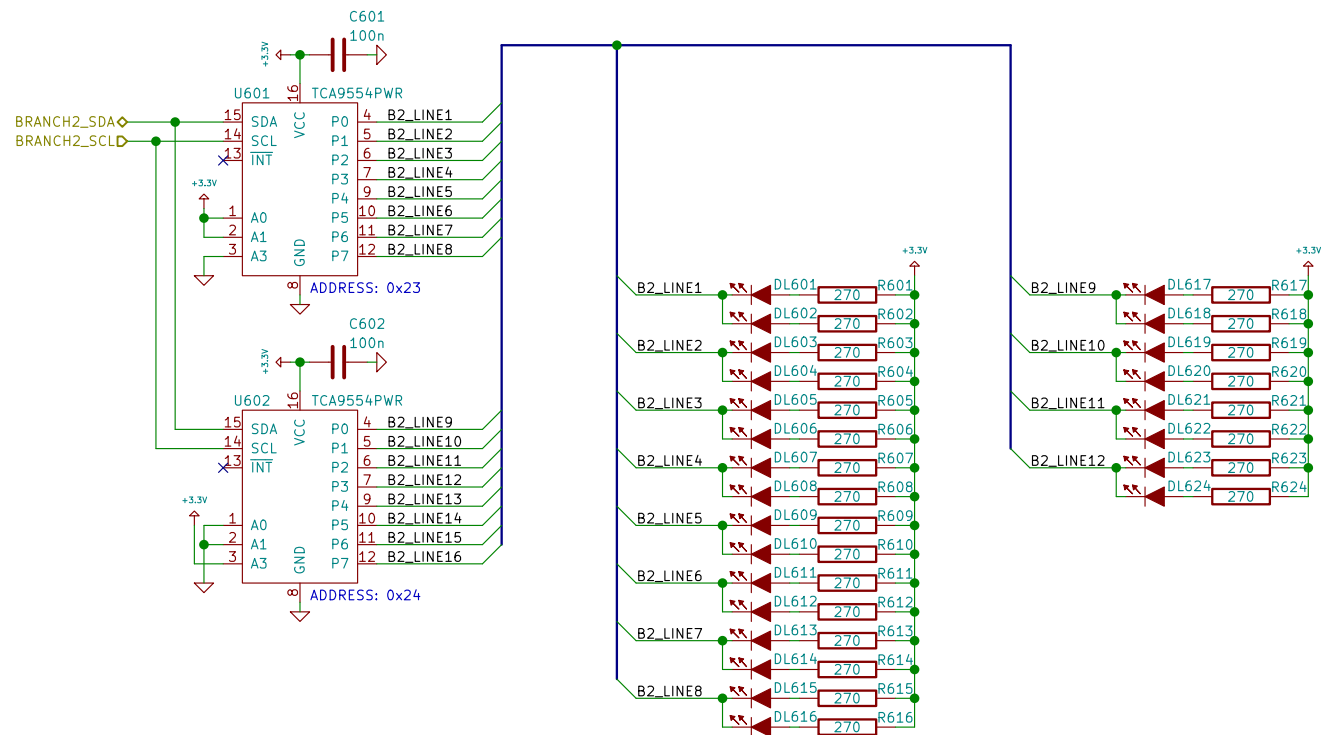 C601
100n
+3.3V
U601
TCA9554PWR
16
VCC
BRANCH2_SDA
BRANCH2_SCL
15 SDA P0 4 B2_LINE1
14 SCL P1 5 B2_LINE2
13 INT P2 6 B2_LINE3
P3 7 B2_LINE4
+3.3V
P4 9 B2_LINE5
1 A0 P5 10 B2_LINE6
2 A1 P6 11 B2_LINE7
3 A3 P7 12 B2_LINE8
GND
8
ADDRESS: 0x23
C602
100n
+3.3V
U602
TCA9554PWR
16
VCC
15 SDA P0 4 B2_LINE9
14 SCL P1 5 B2_LINE10
13 INT P2 6 B2_LINE11
P3 7 B2_LINE12
+3.3V
P4 9 B2_LINE13
1 A0 P5 10 B2_LINE14
2 A1 P6 11 B2_LINE15
3 A3 P7 12 B2_LINE16
GND
8
ADDRESS: 0x24
+3.3V
B2_LINE1 DL601 270 R601
DL602 270 R602
B2_LINE2 DL603 270 R603
DL604 270 R604
B2_LINE3 DL605 270 R605
DL606 270 R606
B2_LINE4 DL607 270 R607
DL608 270 R608
B2_LINE5 DL609 270 R609
DL610 270 R610
B2_LINE6 DL611 270 R611
DL612 270 R612
B2_LINE7 DL613 270 R613
DL614 270 R614
B2_LINE8 DL615 270 R615
DL616 270 R616
+3.3V
B2_LINE9 DL617 270 R617
DL618 270 R618
B2_LINE10 DL619 270 R619
DL620 270 R620
B2_LINE11 DL621 270 R621
DL622 270 R622
B2_LINE12 DL623 270 R623
DL624 270 R624